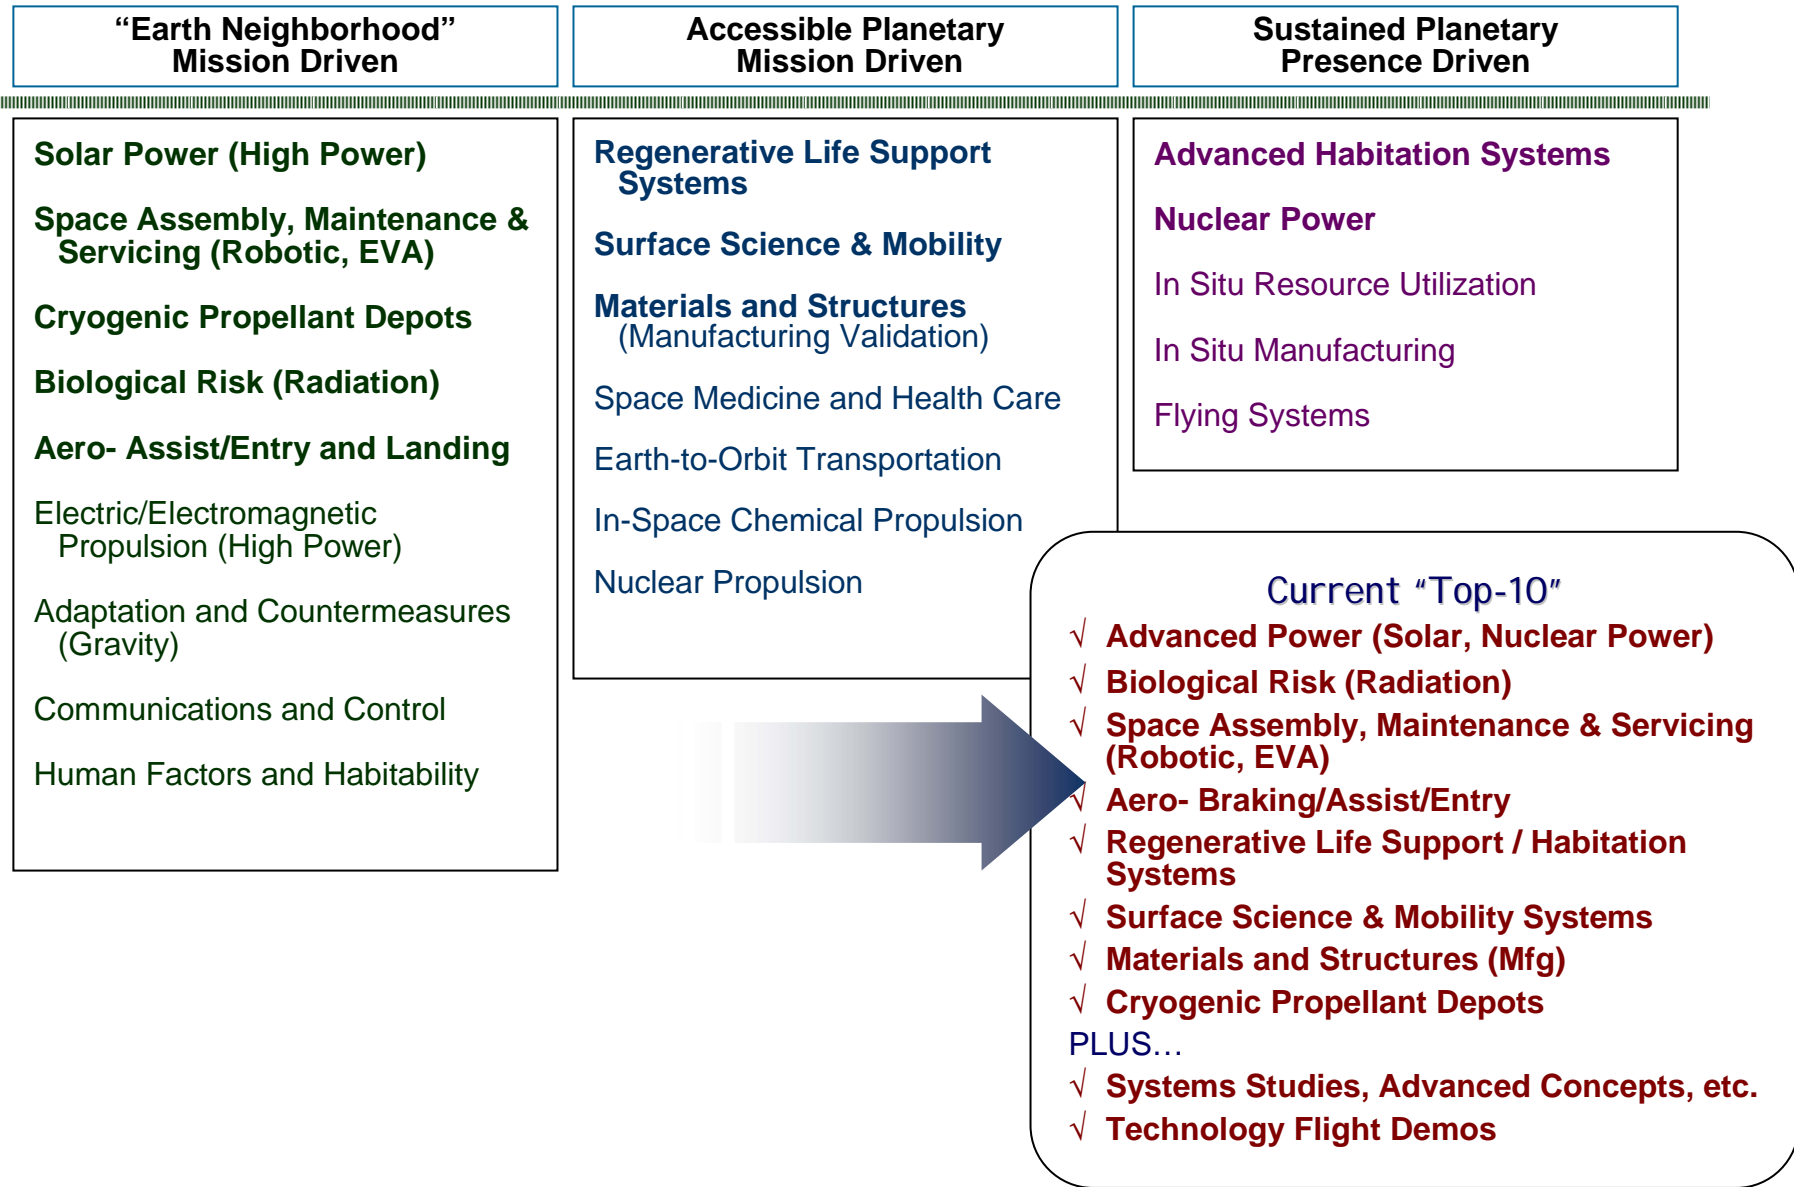 “Earth Neighborhood”
Mission Driven
Accessible Planetary
Mission Driven
Sustained Planetary
Presence Driven
Solar Power (High Power)
Space Assembly, Maintenance &
Servicing (Robotic, EVA)
Cryogenic Propellant Depots
Biological Risk (Radiation)
Aero- Assist/Entry and Landing
Electric/Electromagnetic
Propulsion (High Power)
Adaptation and Countermeasures
(Gravity)
Communications and Control
Human Factors and Habitability
Regenerative Life Support
Systems
Surface Science & Mobility
Materials and Structures
(Manufacturing Validation)
Space Medicine and Health Care
Earth-to-Orbit Transportation
In-Space Chemical Propulsion
Nuclear Propulsion
Advanced Habitation Systems
Nuclear Power
In Situ Resource Utilization
In Situ Manufacturing
Flying Systems
Current “Top-10”
√ Advanced Power (Solar, Nuclear Power)
√ Biological Risk (Radiation)
√ Space Assembly, Maintenance & Servicing
(Robotic, EVA)
√ Aero- Braking/Assist/Entry
√ Regenerative Life Support / Habitation
Systems
√ Surface Science & Mobility Systems
√ Materials and Structures (Mfg)
√ Cryogenic Propellant Depots
PLUS…
√ Systems Studies, Advanced Concepts, etc.
√ Technology Flight Demos